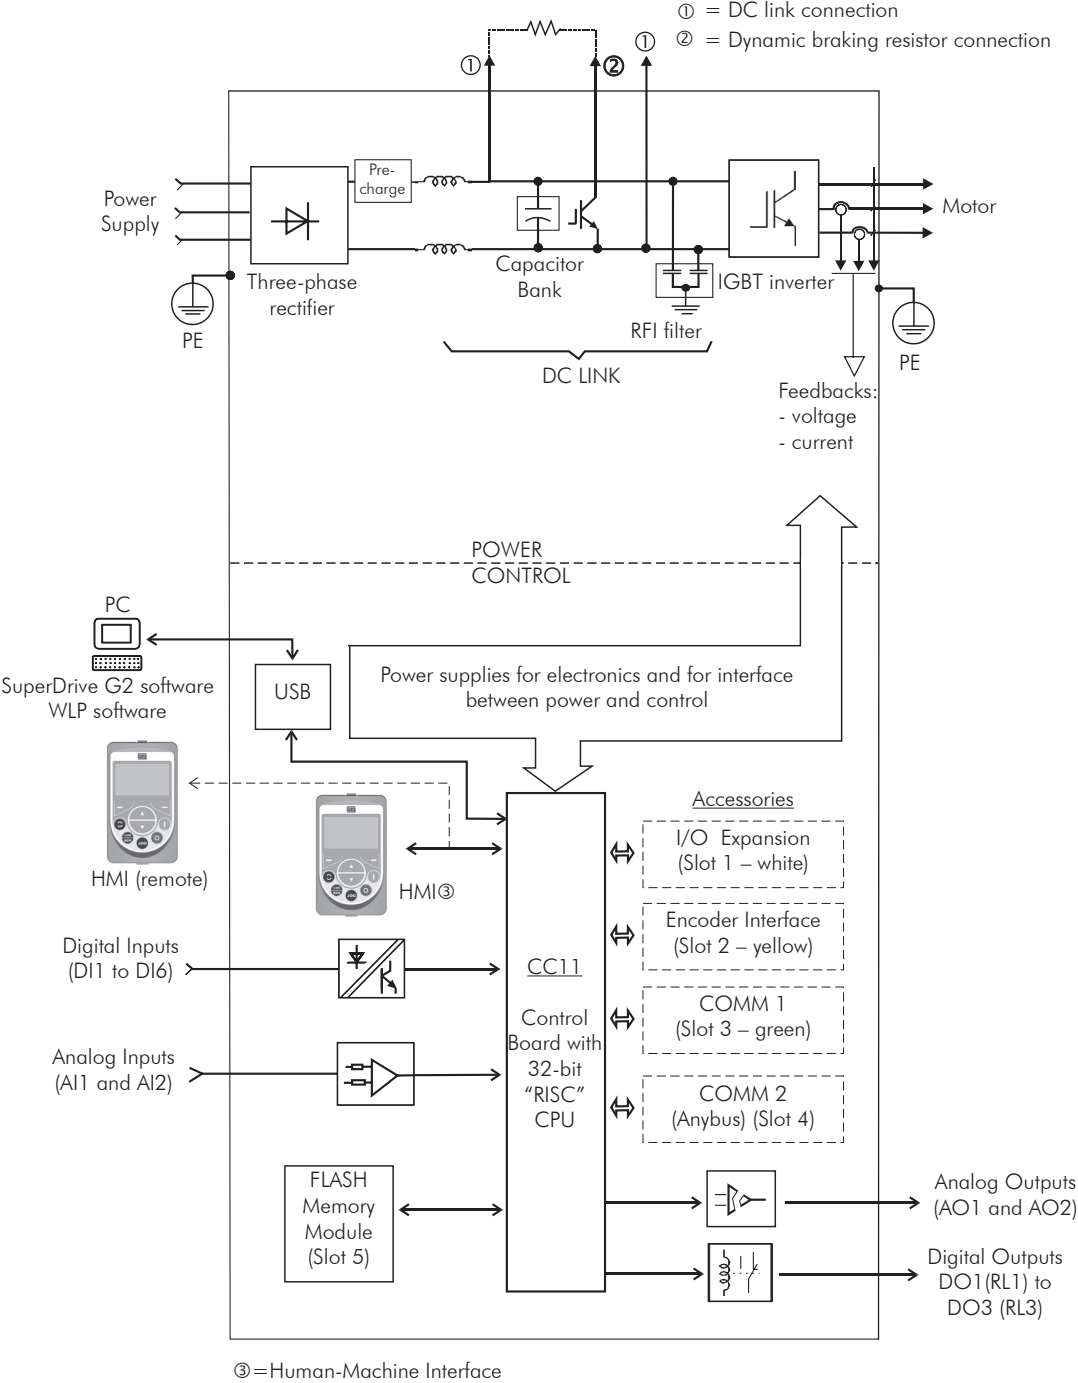 ① = DC link connection
② = Dynamic braking resistor connection
①
②
①
Pre-
charge
Power
Supply
Motor
Three-phase
rectifier
Capacitor
Bank
IGBT inverter
PE
RFI filter
PE
DC LINK
Feedbacks:
- voltage
- current
POWER
CONTROL
PC
SuperDrive G2 software
WLP software
USB
Power supplies for electronics and for interface
between power and control
HMI (remote)
HMI③
Accessories
I/O Expansion
(Slot 1 – white)
Encoder Interface
(Slot 2 – yellow)
COMM 1
(Slot 3 – green)
COMM 2
(Anybus) (Slot 4)
Digital Inputs
(DI1 to DI6)
CC11
Control
Board with
32-bit
“RISC”
CPU
Analog Inputs
(AI1 and AI2)
FLASH
Memory
Module
(Slot 5)
Analog Outputs
(AO1 and AO2)
Digital Outputs
DO1(RL1) to
DO3 (RL3)
③=Human-Machine Interface